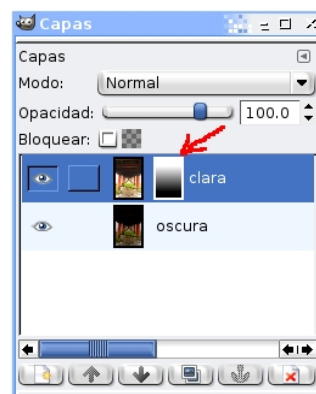 Capas
Capas
Modo: Normal
Opacidad: 100.0
Bloquear:
clara
oscura